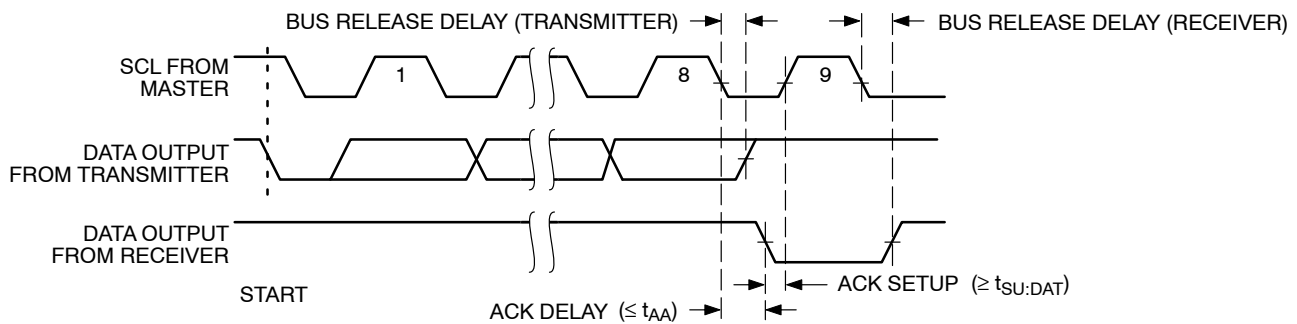 BUS RELEASE DELAY (TRANSMITTER)
BUS RELEASE DELAY (RECEIVER)
SCL FROM
MASTER
1
8
9
DATA OUTPUT
FROM TRANSMITTER
DATA OUTPUT
FROM RECEIVER
START
ACK SETUP (≥ tSU:DAT)
ACK DELAY (≤ tAA)